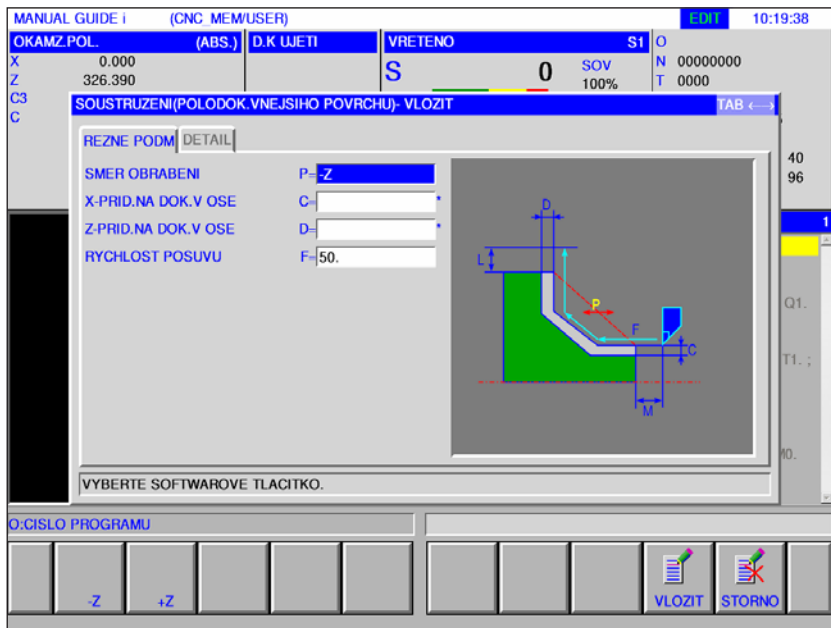 MANUAL GUIDE i (CNC_MEM/USER) EDIT 10:19:38
OKAMZ.POL. (ABS.) D.K UJETI VRETENO S1 O
X 0.000 N 00000000
Z 326.390 S 0 SOV 100% T 0000
C3
C
SOUSTRUZENI(POLODOK.VNEJSIHO POVRCHU)- VLOZIT TAB ←→
REZNE PODM DETAIL
SMER OBRABENI P=-Z
X-PRID.NA DOK.V OSE C= *
Z-PRID.NA DOK.V OSE D= *
RYCHLOST POSUVU F=50.
D
L
P
F
C
M
40
96
1
Q1.
T1. ;
M0.
VYBERTE SOFTWAROVE TLACITKO.
O:CISLO PROGRAMU
-Z +Z VLOZIT STORNO